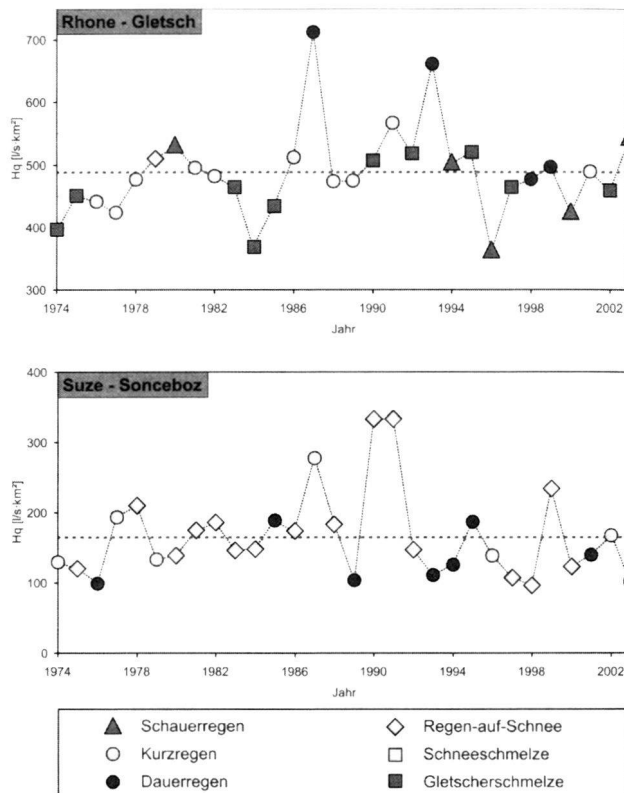 Rhone - Gletsch
Hq [l/s·km²]
700
600
500
400
300
1974 1978 1982 1986 1990 1994 1998 2002
Jahr
Suze - Sonceboz
Hq [l/s·km²]
400
300
200
100
0
1974 1978 1982 1986 1990 1994 1998 2002
Jahr
Schauerregen
Regen-auf-Schnee
Kurzregen
Schneeschmelze
Dauerregen
Gletscherschmelze